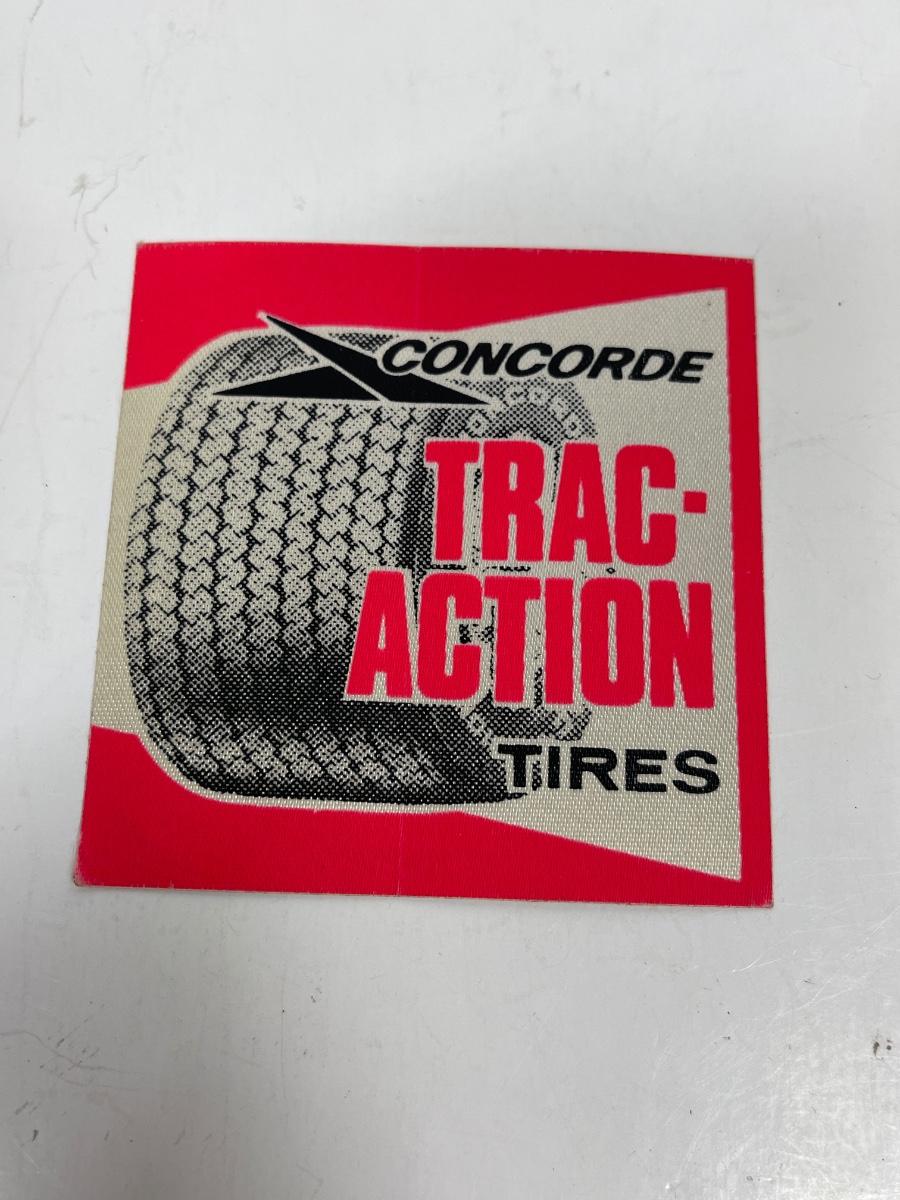 CONCORDE
TRAC-
ACTION
TIRES